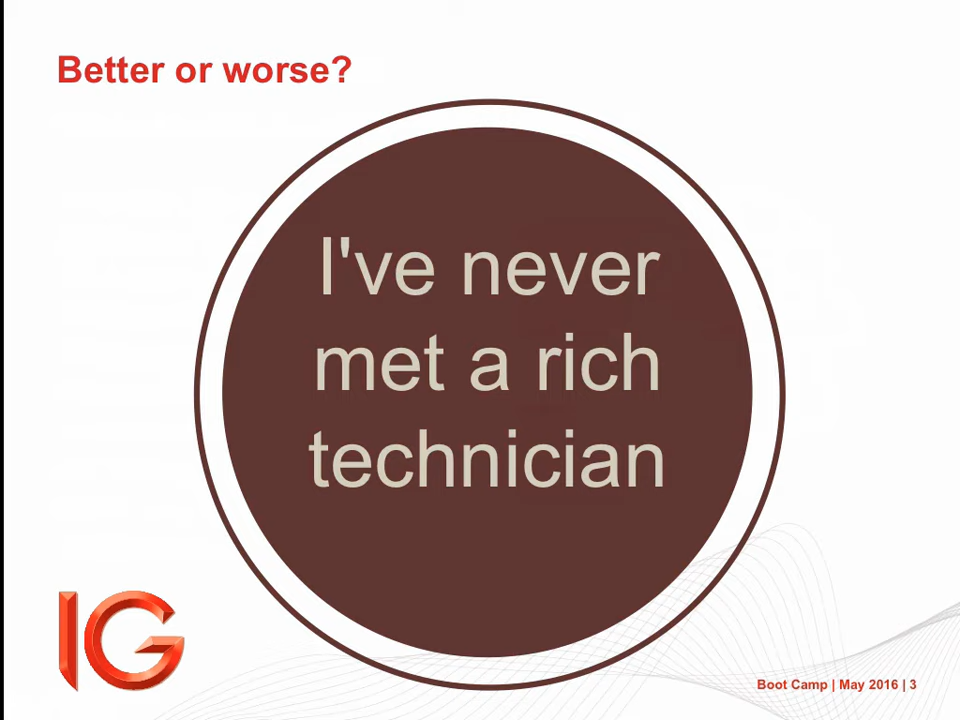 Better or worse?
I've never
met a rich
technician
IG
Boot Camp | May 2016 | 3